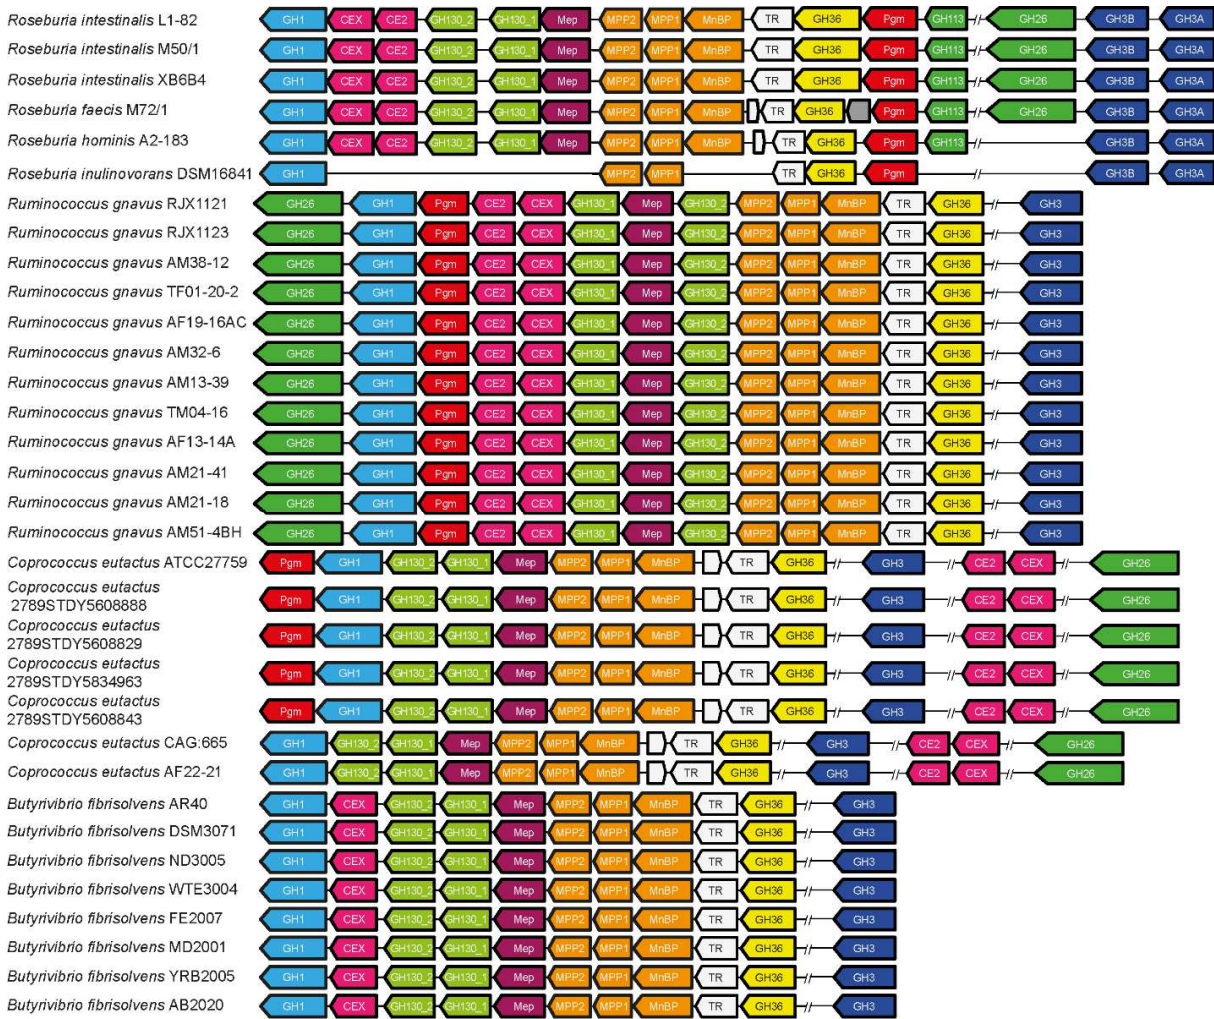 Roseburia intestinalis L1-82 GH1 CEX CE2 GH130_2 GH130_1 Mep MPP2 MPP1 MnBP TR GH36 Pgm GH113 // GH26 GH3B GH3A
Roseburia intestinalis M50/1 GH1 CEX CE2 GH130_2 GH130_1 Mep MPP2 MPP1 MnBP TR GH36 Pgm GH113 // GH26 GH3B GH3A
Roseburia intestinalis XB6B4 GH1 CEX CE2 GH130_2 GH130_1 Mep MPP2 MPP1 MnBP TR GH36 Pgm GH113 // GH26 GH3B GH3A
Roseburia faecis M72/1 GH1 CEX CE2 GH130_2 GH130_1 Mep MPP2 MPP1 MnBP TR GH36 Pgm GH113 // GH26 GH3B GH3A
Roseburia hominis A2-183 GH1 CEX CE2 GH130_2 GH130_1 Mep MPP2 MPP1 MnBP TR GH36 Pgm GH113 // GH3B GH3A
Roseburia inulinovorans DSM16841 GH1 MPP2 MPP1 TR GH36 Pgm // GH3B GH3A
Ruminococcus gnavus RJX1121 GH26 GH1 Pgm CE2 CEX GH130_1 Mep GH130_2 MPP2 MPP1 MnBP TR GH36 // GH3
Ruminococcus gnavus RJX1123 GH26 GH1 Pgm CE2 CEX GH130_1 Mep GH130_2 MPP2 MPP1 MnBP TR GH36 // GH3
Ruminococcus gnavus AM38-12 GH26 GH1 Pgm CE2 CEX GH130_1 Mep GH130_2 MPP2 MPP1 MnBP TR GH36 // GH3
Ruminococcus gnavus TF01-20-2 GH26 GH1 Pgm CE2 CEX GH130_1 Mep GH130_2 MPP2 MPP1 MnBP TR GH36 // GH3
Ruminococcus gnavus AF19-16AC GH26 GH1 Pgm CE2 CEX GH130_1 Mep GH130_2 MPP2 MPP1 MnBP TR GH36 // GH3
Ruminococcus gnavus AM32-6 GH26 GH1 Pgm CE2 CEX GH130_1 Mep GH130_2 MPP2 MPP1 MnBP TR GH36 // GH3
Ruminococcus gnavus AM13-39 GH26 GH1 Pgm CE2 CEX GH130_1 Mep GH130_2 MPP2 MPP1 MnBP TR GH36 // GH3
Ruminococcus gnavus TM04-16 GH26 GH1 Pgm CE2 CEX GH130_1 Mep GH130_2 MPP2 MPP1 MnBP TR GH36 // GH3
Ruminococcus gnavus AF13-14A GH26 GH1 Pgm CE2 CEX GH130_1 Mep GH130_2 MPP2 MPP1 MnBP TR GH36 // GH3
Ruminococcus gnavus AM21-41 GH26 GH1 Pgm CE2 CEX GH130_1 Mep GH130_2 MPP2 MPP1 MnBP TR GH36 // GH3
Ruminococcus gnavus AM21-18 GH26 GH1 Pgm CE2 CEX GH130_1 Mep GH130_2 MPP2 MPP1 MnBP TR GH36 // GH3
Ruminococcus gnavus AM51-4BH GH26 GH1 Pgm CE2 CEX GH130_1 Mep GH130_2 MPP2 MPP1 MnBP TR GH36 // GH3
Coprococcus eutactus ATCC27759 Pgm GH1 GH130_2 GH130_1 Mep MPP2 MPP1 MnBP TR GH36 // GH3 // CE2 CEX // GH26
Coprococcus eutactus
2789STDY5608888 Pgm GH1 GH130_2 GH130_1 Mep MPP2 MPP1 MnBP TR GH36 // GH3 // CE2 CEX // GH26
Coprococcus eutactus
2789STDY5608829 Pgm GH1 GH130_2 GH130_1 Mep MPP2 MPP1 MnBP TR GH36 // GH3 // CE2 CEX // GH26
Coprococcus eutactus
2789STDY5834963 Pgm GH1 GH130_2 GH130_1 Mep MPP2 MPP1 MnBP TR GH36 // GH3 // CE2 CEX // GH26
Coprococcus eutactus
2789STDY5608843 Pgm GH1 GH130_2 GH130_1 Mep MPP2 MPP1 MnBP TR GH36 // GH3 // CE2 CEX // GH26
Coprococcus eutactus CAG:665 GH1 GH130_2 GH130_1 Mep MPP2 MPP1 MnBP TR GH36 // GH3 // CE2 CEX // GH26
Coprococcus eutactus AF22-21 GH1 GH130_2 GH130_1 Mep MPP2 MPP1 MnBP TR GH36 // GH3 // CE2 CEX // GH26
Butyrivibrio fibrisolvens AR40 GH1 CEX GH130_2 GH130_1 Mep MPP2 MPP1 MnBP TR GH36 // GH3
Butyrivibrio fibrisolvens DSM3071 GH1 CEX GH130_2 GH130_1 Mep MPP2 MPP1 MnBP TR GH36 // GH3
Butyrivibrio fibrisolvens ND3005 GH1 CEX GH130_2 GH130_1 Mep MPP2 MPP1 MnBP TR GH36 // GH3
Butyrivibrio fibrisolvens WTE3004 GH1 CEX GH130_2 GH130_1 Mep MPP2 MPP1 MnBP TR GH36 // GH3
Butyrivibrio fibrisolvens FE2007 GH1 CEX GH130_2 GH130_1 Mep MPP2 MPP1 MnBP TR GH36 // GH3
Butyrivibrio fibrisolvens MD2001 GH1 CEX GH130_2 GH130_1 Mep MPP2 MPP1 MnBP TR GH36 // GH3
Butyrivibrio fibrisolvens YRB2005 GH1 CEX GH130_2 GH130_1 Mep MPP2 MPP1 MnBP TR GH36 // GH3
Butyrivibrio fibrisolvens AB2020 GH1 CEX GH130_2 GH130_1 Mep MPP2 MPP1 MnBP TR GH36 // GH3